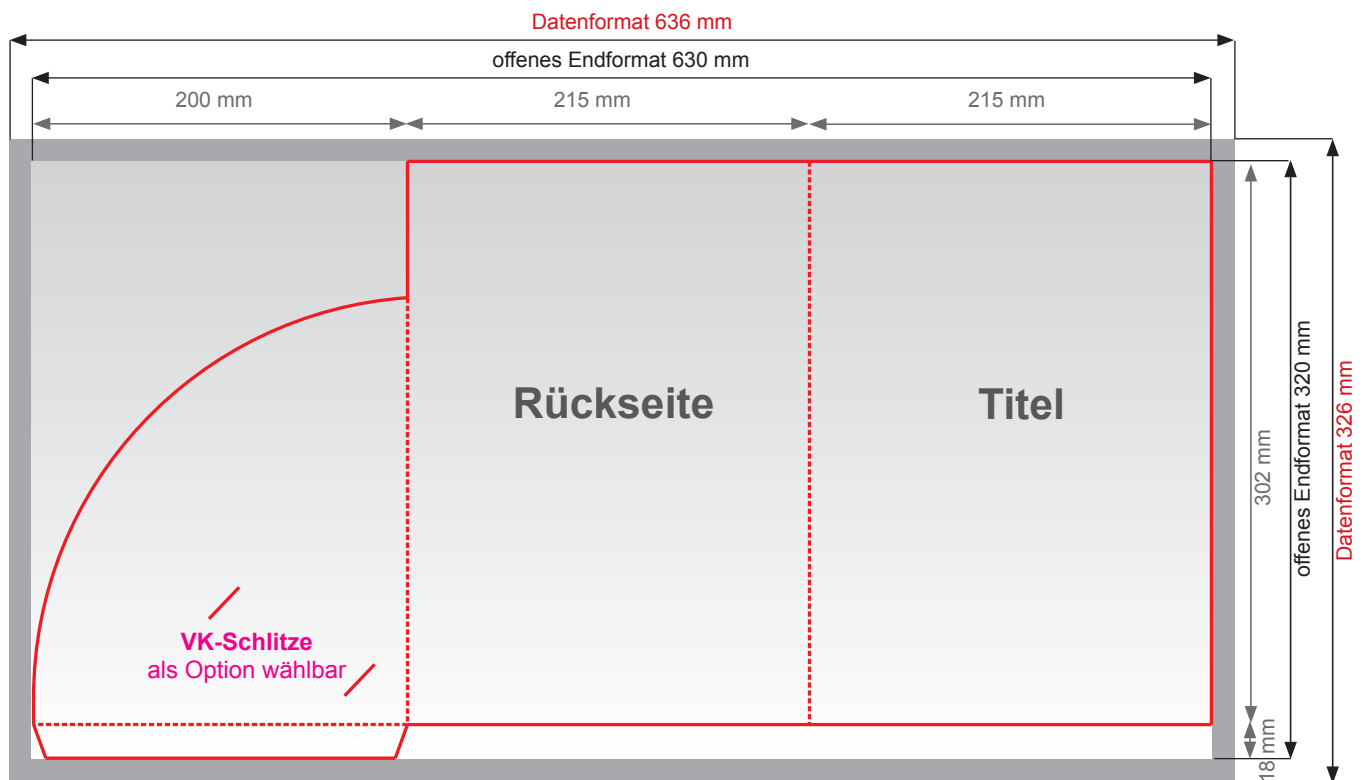 Datenformat 636 mm
offenes Endformat 630 mm
200 mm
215 mm
215 mm
Rückseite
Titel
302 mm
offenes Endformat 320 mm
Datenformat 326 mm
VK-Schlitze
als Option wählbar
18 mm